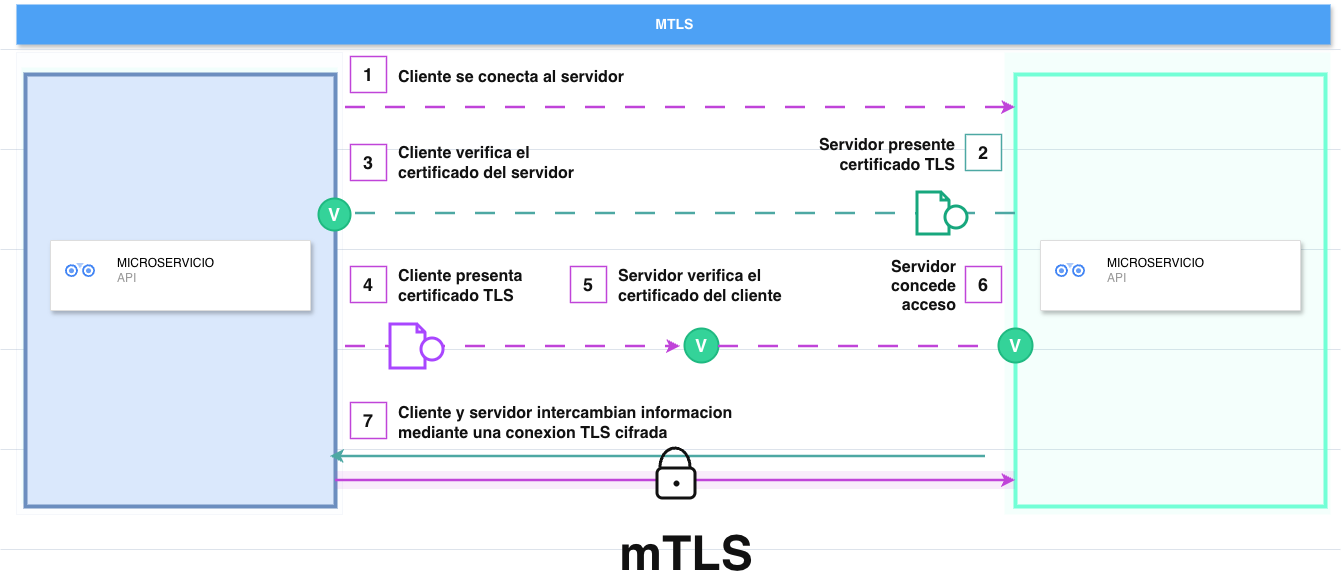 MTLS
1
Cliente se conecta al servidor
Servidor presente
certificado TLS
2
3
Cliente verifica el
certificado del servidor
V
MICROSERVICIO
API
MICROSERVICIO
API
4
Cliente presenta
certificado TLS
5
Servidor verifica el
certificado del cliente
Servidor
concede
acceso
6
V
V
7
Cliente y servidor intercambian informacion
mediante una conexion TLS cifrada
mTLS